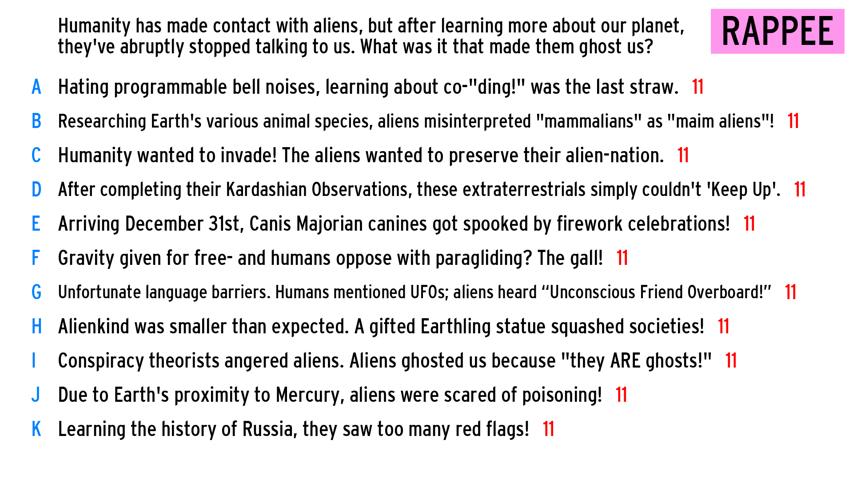 Humanity has made contact with aliens, but after learning more about our planet,
they've abruptly stopped talking to us. What was it that made them ghost us?
RAPPEE
A Hating programmable bell noises, learning about co-"ding!" was the last straw. 11
B Researching Earth's various animal species, aliens misinterpreted "mammalians" as "maim aliens"! 11
C Humanity wanted to invade! The aliens wanted to preserve their alien-nation. 11
D After completing their Kardashian Observations, these extraterrestrials simply couldn't 'Keep Up'. 11
E Arriving December 31st, Canis Majorian canines got spooked by firework celebrations! 11
F Gravity given for free- and humans oppose with paragliding? The gall! 11
G Unfortunate language barriers. Humans mentioned UFOs; aliens heard “Unconscious Friend Overboard!” 11
H Alienkind was smaller than expected. A gifted Earthling statue squashed societies! 11
I Conspiracy theorists angered aliens. Aliens ghosted us because "they ARE ghosts!" 11
J Due to Earth's proximity to Mercury, aliens were scared of poisoning! 11
K Learning the history of Russia, they saw too many red flags! 11